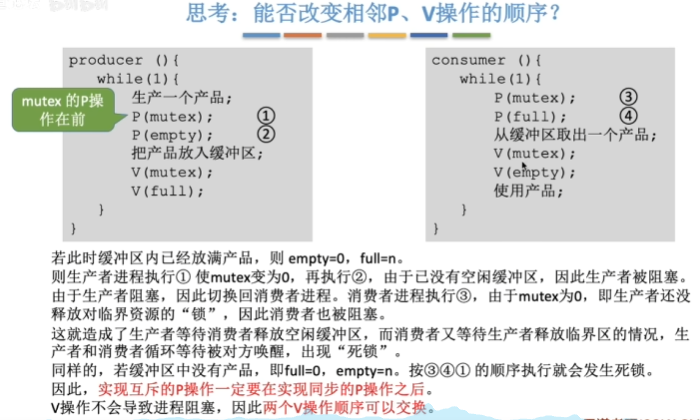 思考：能否改变相邻P、V操作的顺序？
producer (){
while(1){
生产一个产品;
P(mutex); ①
P(empty); ②
把产品放入缓冲区;
V(mutex);
V(full);
}
}
mutex 的P操
作在前
consumer (){
while(1){
P(mutex); ③
P(full); ④
从缓冲区取出一个产品;
V(mutex);
V(empty);
使用产品;
}
}
若此时缓冲区内已经放满产品，则 empty=0，full=n。
则生产者进程执行① 使mutex变为0，再执行②，由于已没有空闲缓冲区，因此生产者被阻塞。
由于生产者阻塞，因此切换回消费者进程。消费者进程执行③，由于mutex为0，即生产者还没
释放对临界资源的“锁”，因此消费者也被阻塞。
这就造成了生产者等待消费者释放空闲缓冲区，而消费者又等待生产者释放临界区的情况，生
产者和消费者循环等待被对方唤醒，出现“死锁”。
同样的，若缓冲区中没有产品，即full=0，empty=n。按③④① 的顺序执行就会发生死锁。
因此，实现互斥的P操作一定要在实现同步的P操作之后。
V操作不会导致进程阻塞，因此两个V操作顺序可以交换。